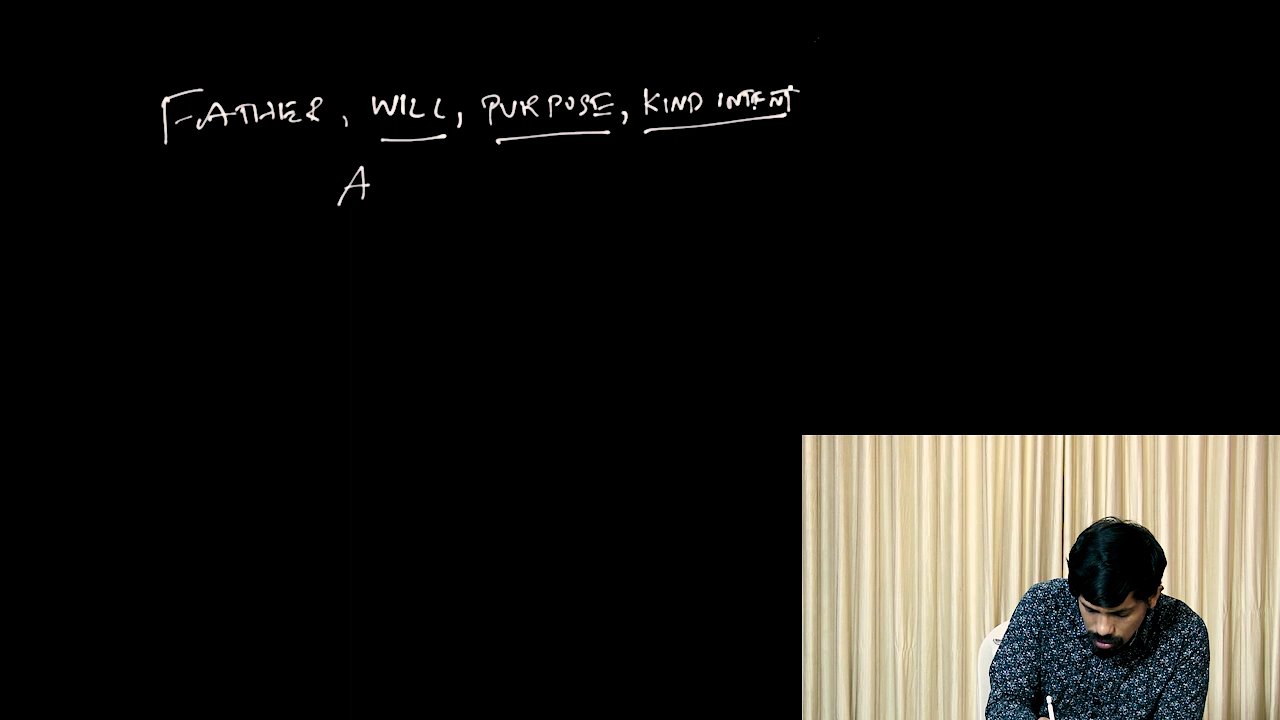 FATHER, WILL, PURPOSE, KIND INTENT
A